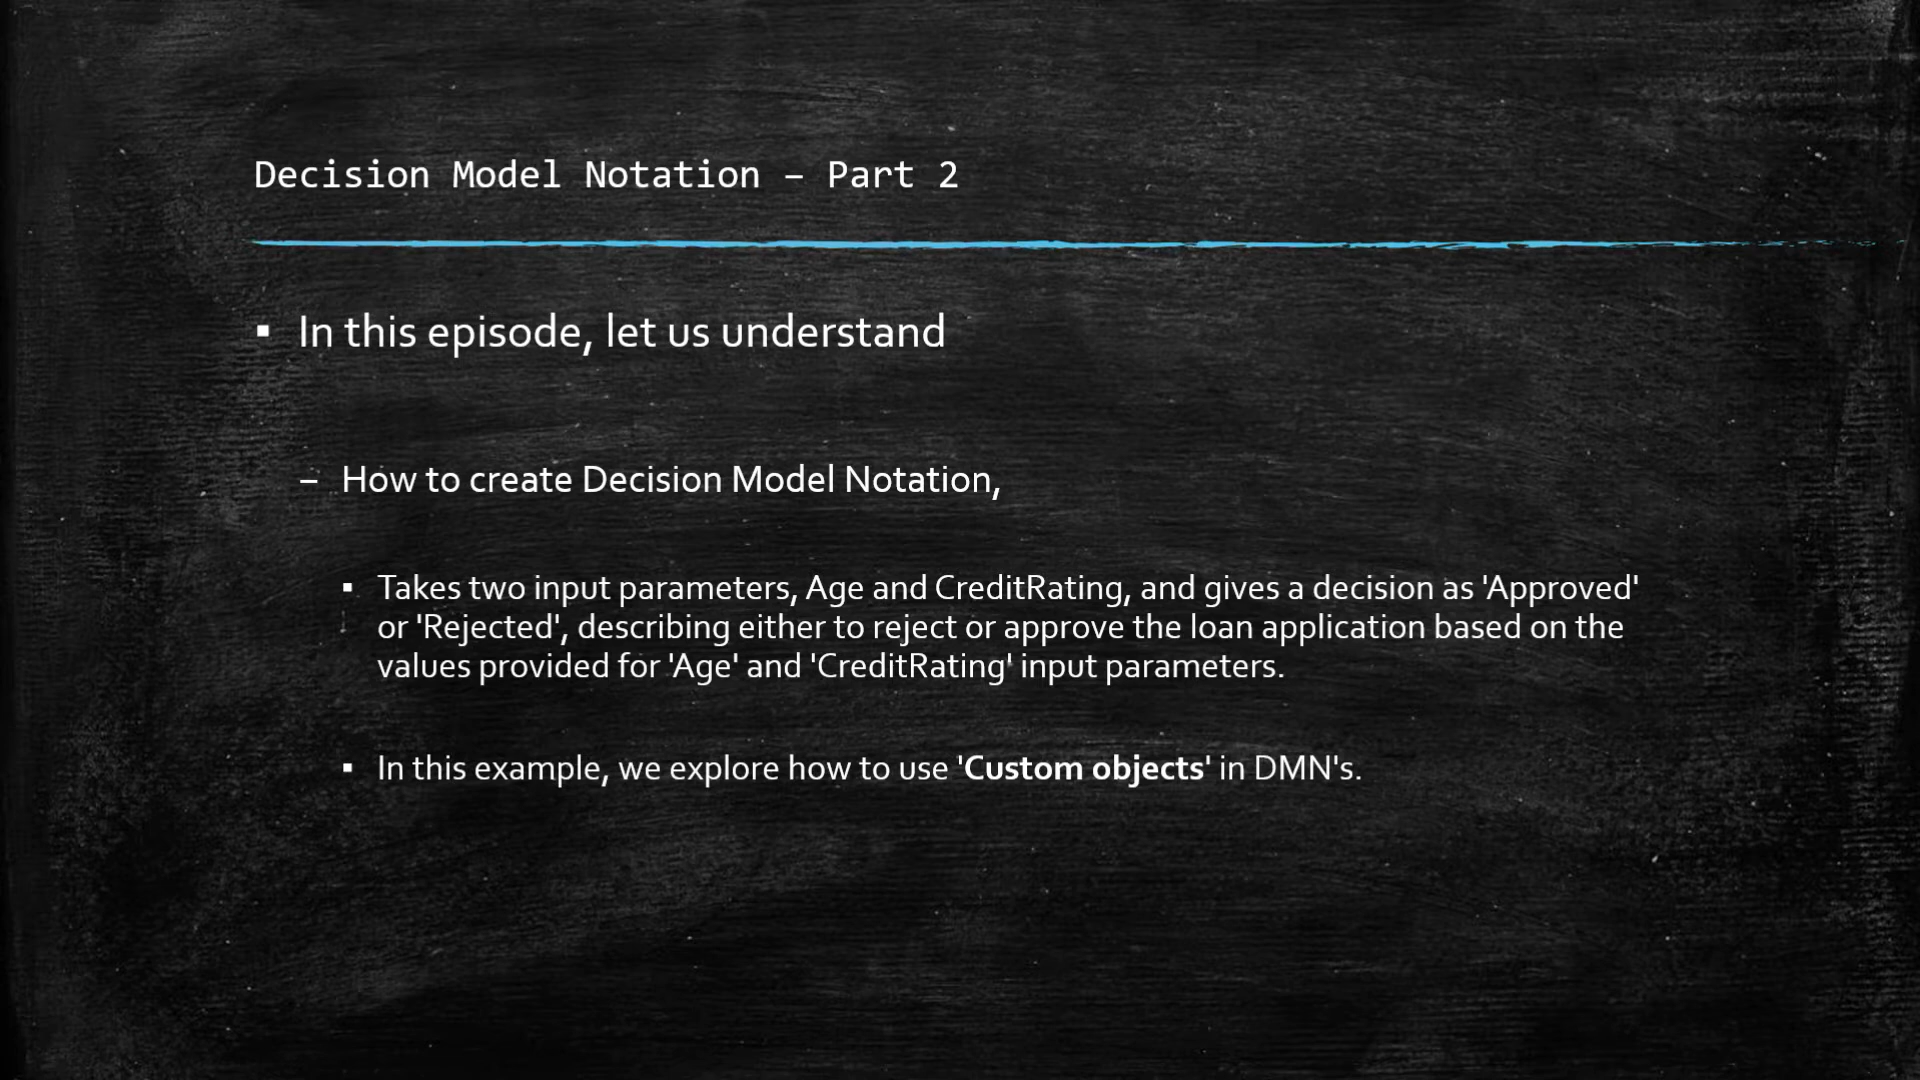 Decision Model Notation – Part 2
▪ In this episode, let us understand
– How to create Decision Model Notation,
▪ Takes two input parameters, Age and CreditRating, and gives a decision as 'Approved'
or 'Rejected', describing either to reject or approve the loan application based on the
values provided for 'Age' and 'CreditRating' input parameters.
▪ In this example, we explore how to use 'Custom objects' in DMN's.